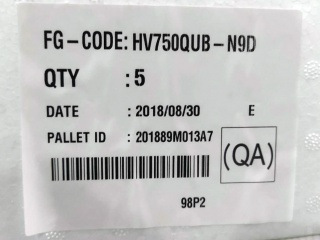 FG-CODE: HV750QUB-N9D
QTY : 5
DATE : 2018/08/30 E
PALLET ID : 201889M013A7
(QA)
98P2